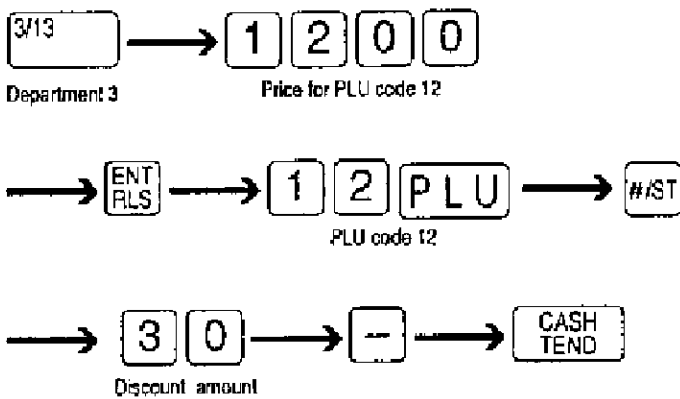 3/13 1 2 0 0
Department 3 Price for PLU code 12
ENT
RLS 1 2 PLU #/ST
PLU code 12
3 0 — CASH
TEND
Discount amount